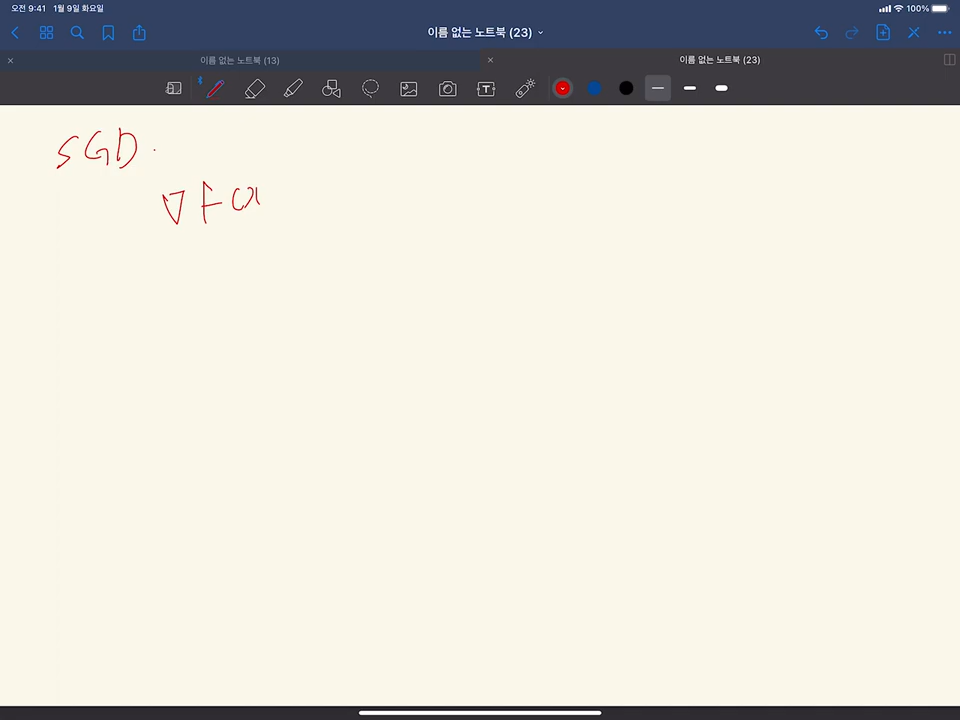 오전 9:41 1월 9일 화요일 100%
이름 없는 노트북 (23)
이름 없는 노트북 (13) 이름 없는 노트북 (23)
SGD.
∇F(x